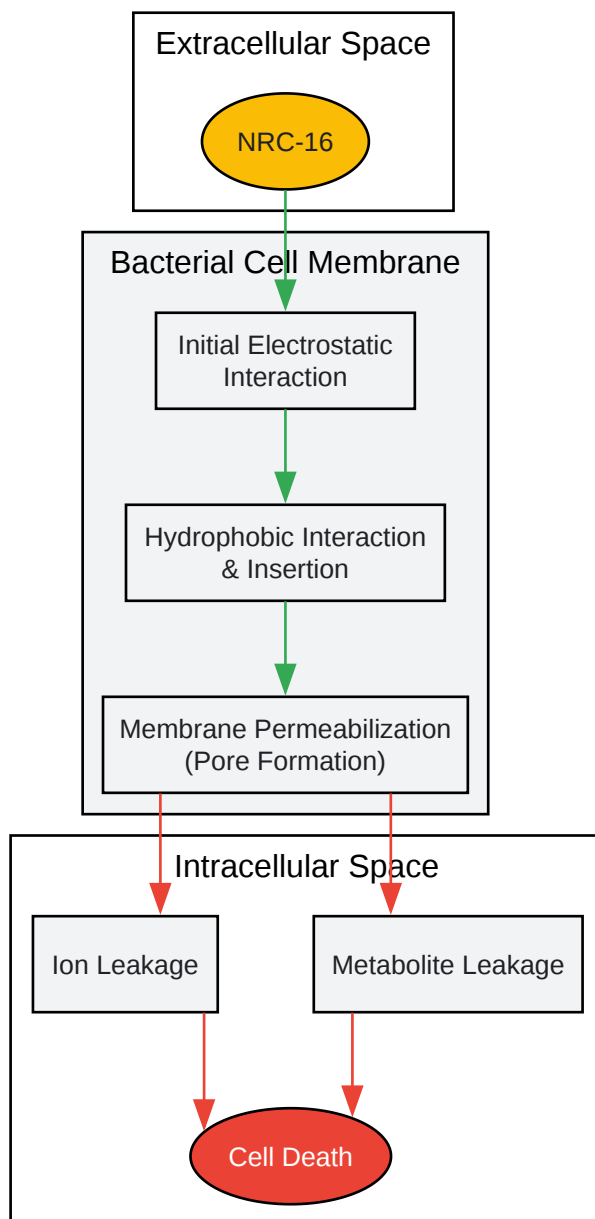 Extracellular Space
NRC-16
Bacterial Cell Membrane
Initial Electrostatic
Interaction
Hydrophobic Interaction
& Insertion
Membrane Permeabilization
(Pore Formation)
Intracellular Space
Ion Leakage
Metabolite Leakage
Cell Death